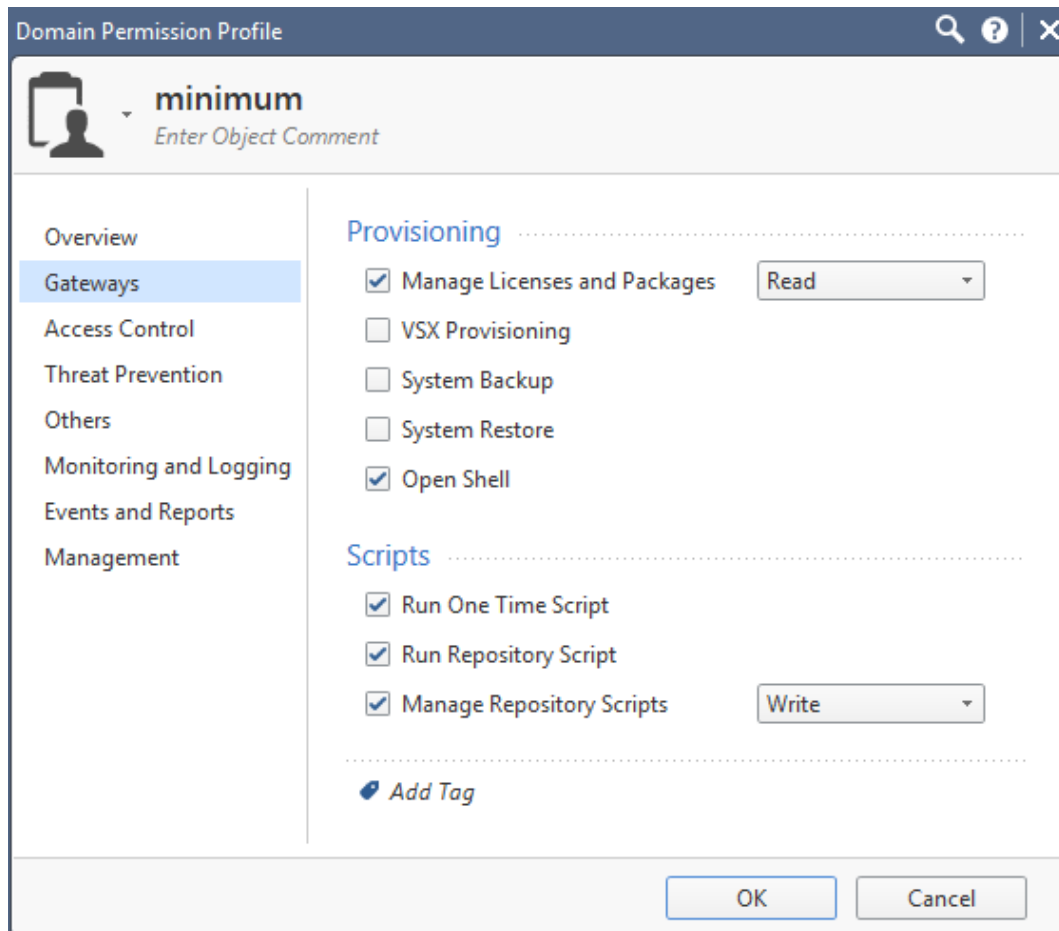 Domain Permission Profile
minimum
Enter Object Comment
Overview
Gateways
Access Control
Threat Prevention
Others
Monitoring and Logging
Events and Reports
Management
Provisioning
Manage Licenses and Packages Read
VSX Provisioning
System Backup
System Restore
Open Shell
Scripts
Run One Time Script
Run Repository Script
Manage Repository Scripts Write
Add Tag
OK Cancel